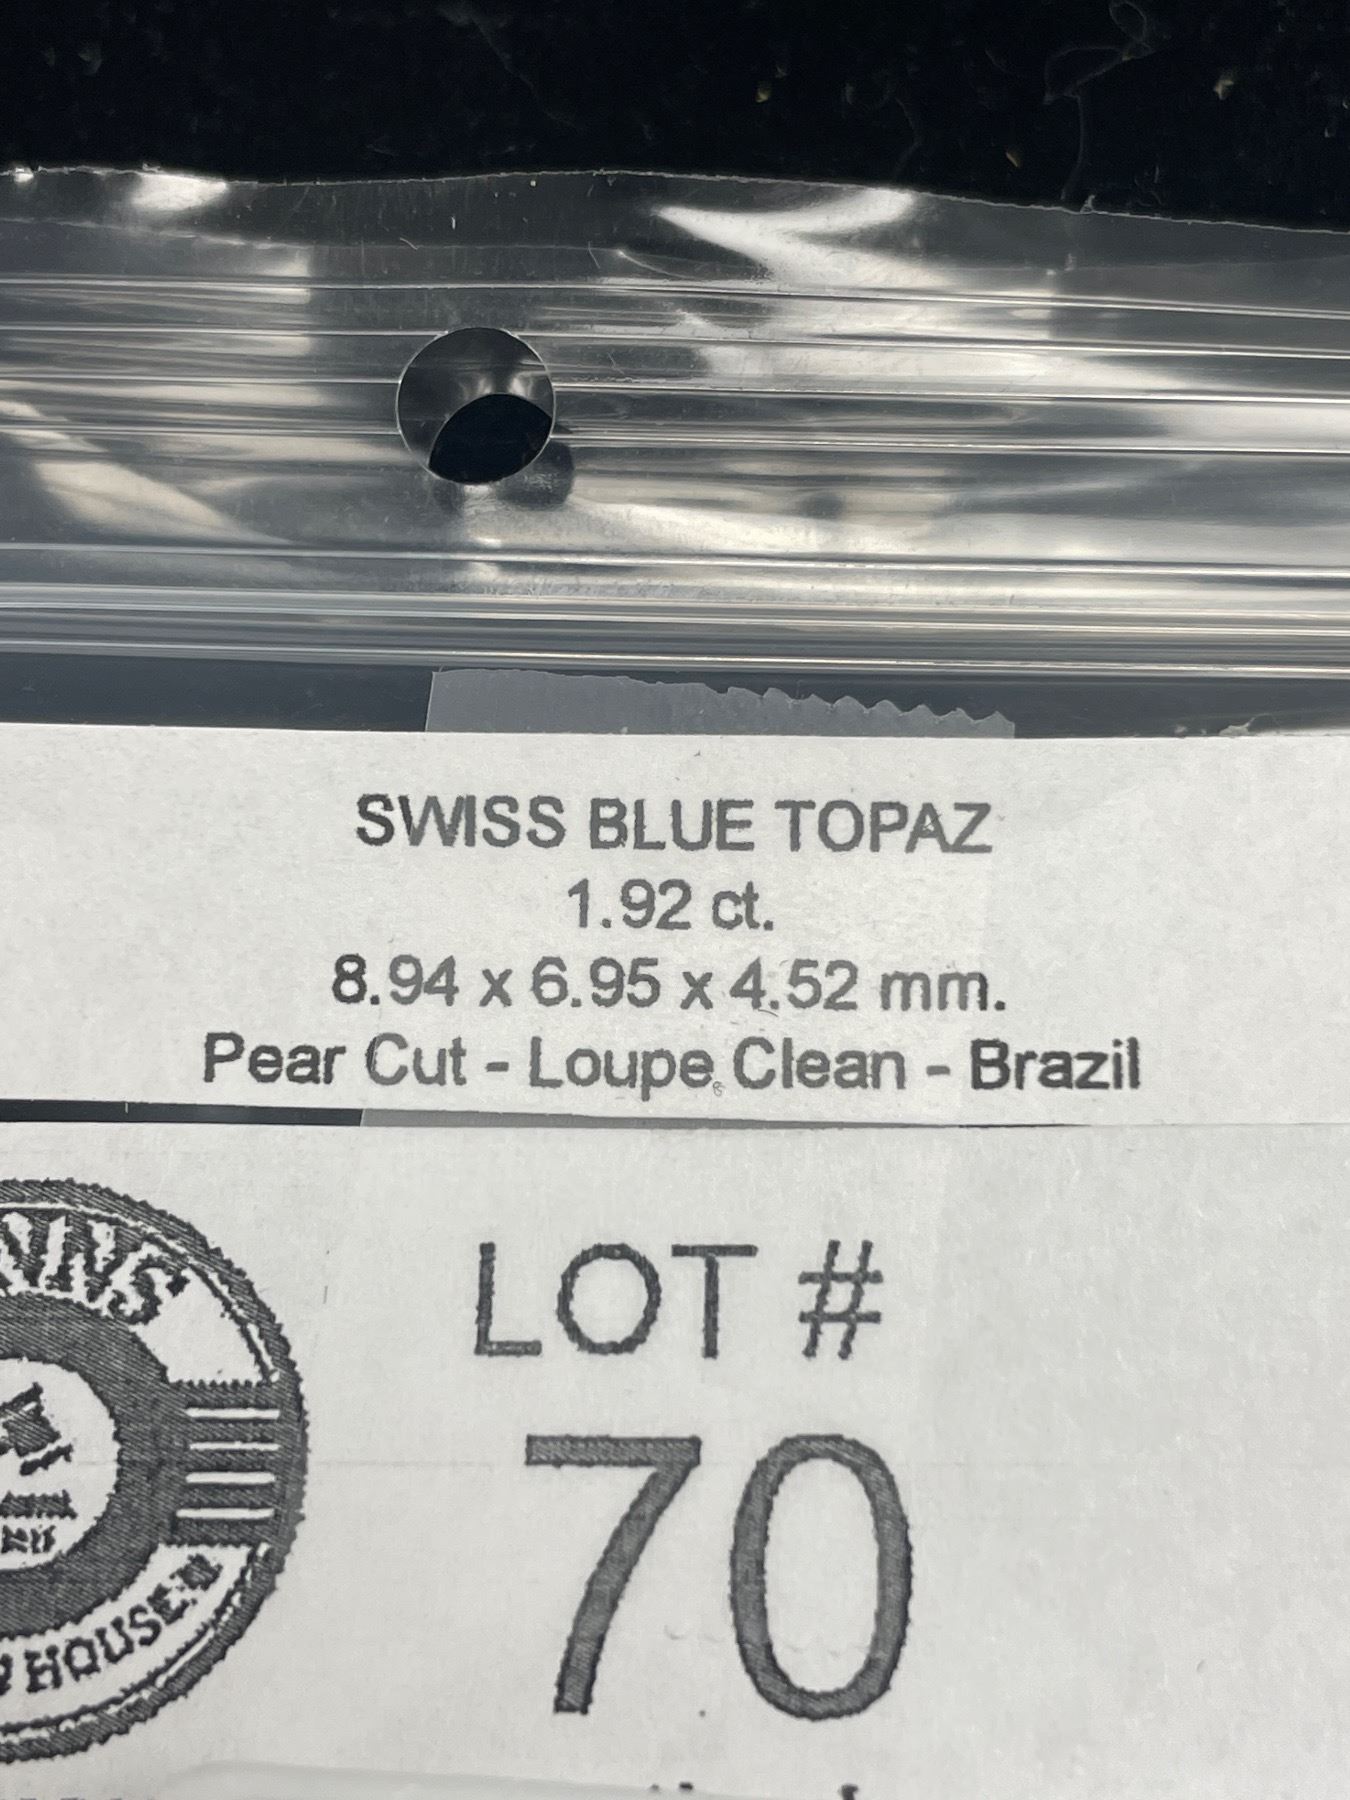 SWISS BLUE TOPAZ
1.92 ct.
8.94 x 6.95 x 4.52 mm.
Pear Cut - Loupe Clean - Brazil
LOT #
70
HOUSE